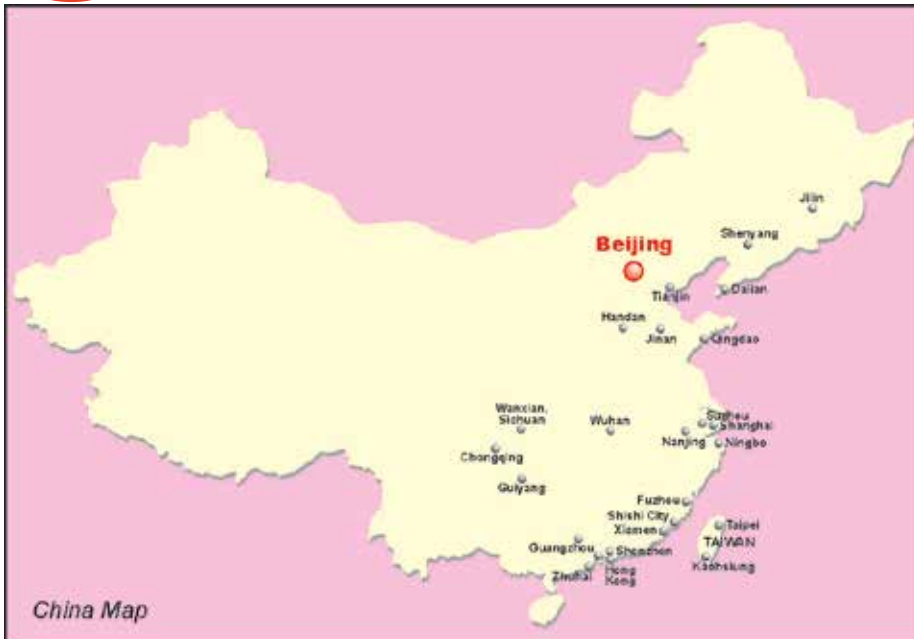 Jilin
Shenyang
Beijing
Tianjin
Dalian
Handan
Jinan
Qingdao
Wanxian,
Sichuan
Wuhan
Suzhou
Shanghai
Nanjing
Ningbo
Chongqing
Guiyang
Fuzhou
Shishi City
Xiamen
Taipei
TAIWAN
Guangzhou
Shenzhen
Kaohsiung
Zhuhai
Hong
Kong
China Map